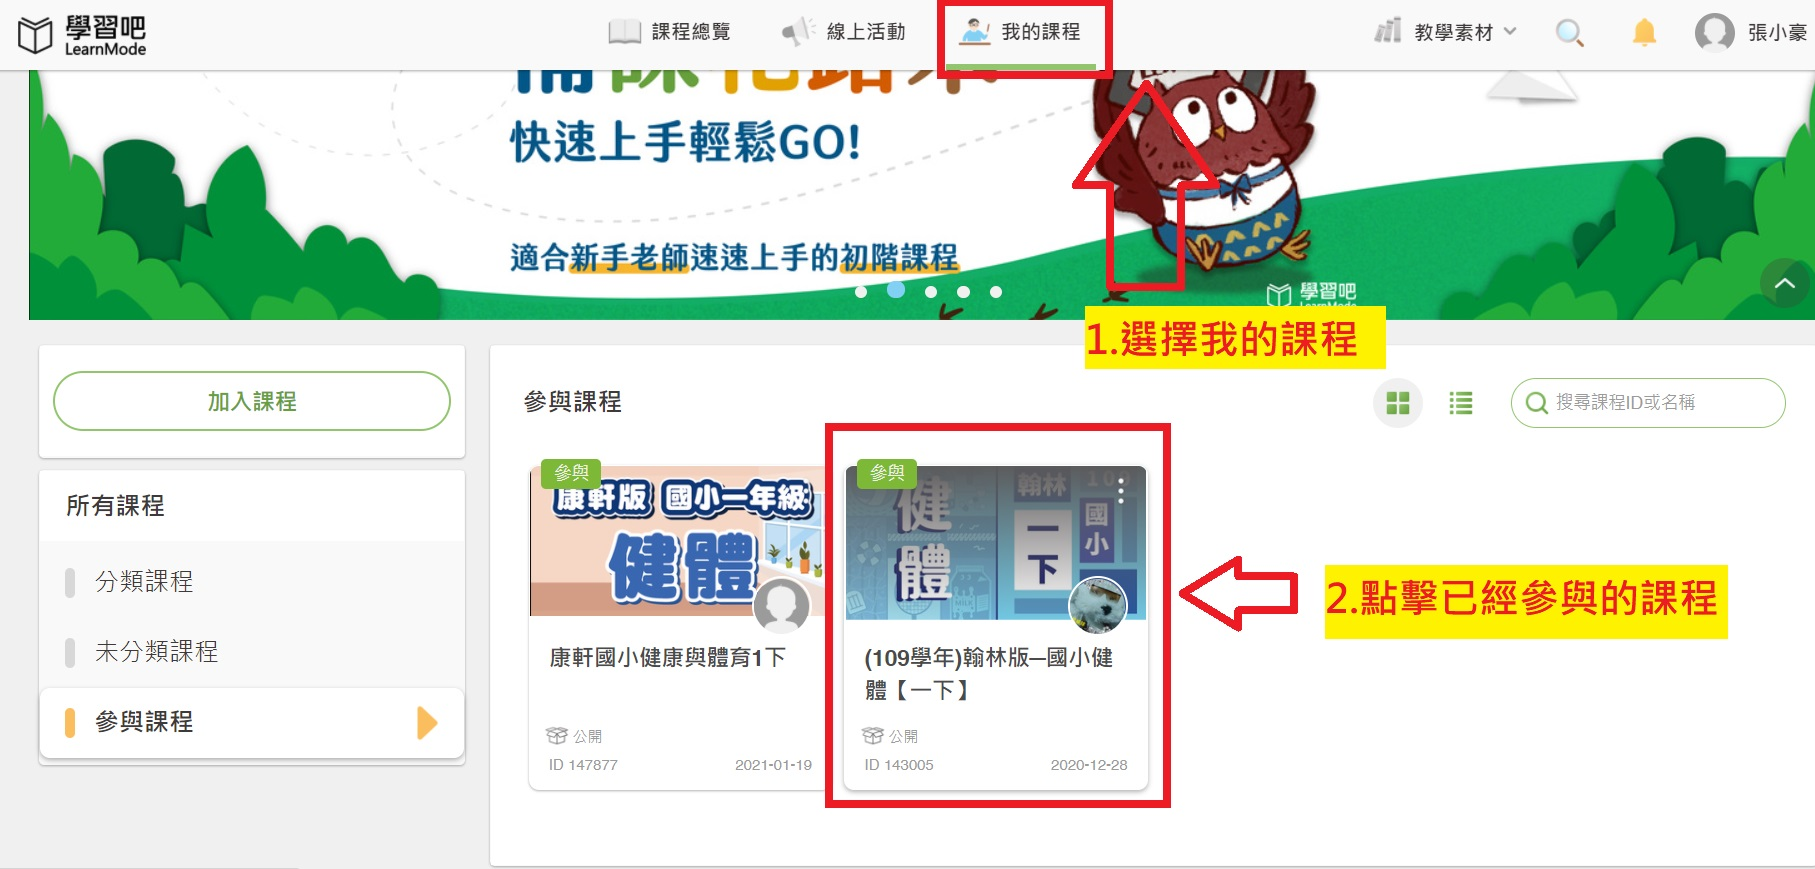 學習吧
LearnMode
課程總覽
線上活動
我的課程
教學素材
張小豪
快速上手輕鬆GO!
適合新手老師速速上手的初階課程
學習吧
LearnMode
1.選擇我的課程
加入課程
參與課程
搜尋課程ID或名稱
所有課程
分類課程
未分類課程
參與課程
參與
康軒版 國小一年級
健體
康軒國小健康與體育1下
公開
ID 147877
2021-01-19
參與
健體
翰林
109
國小
一下
MILK
(109學年)翰林版—國小健
體【一下】
公開
ID 143005
2020-12-28
2.點擊已經參與的課程